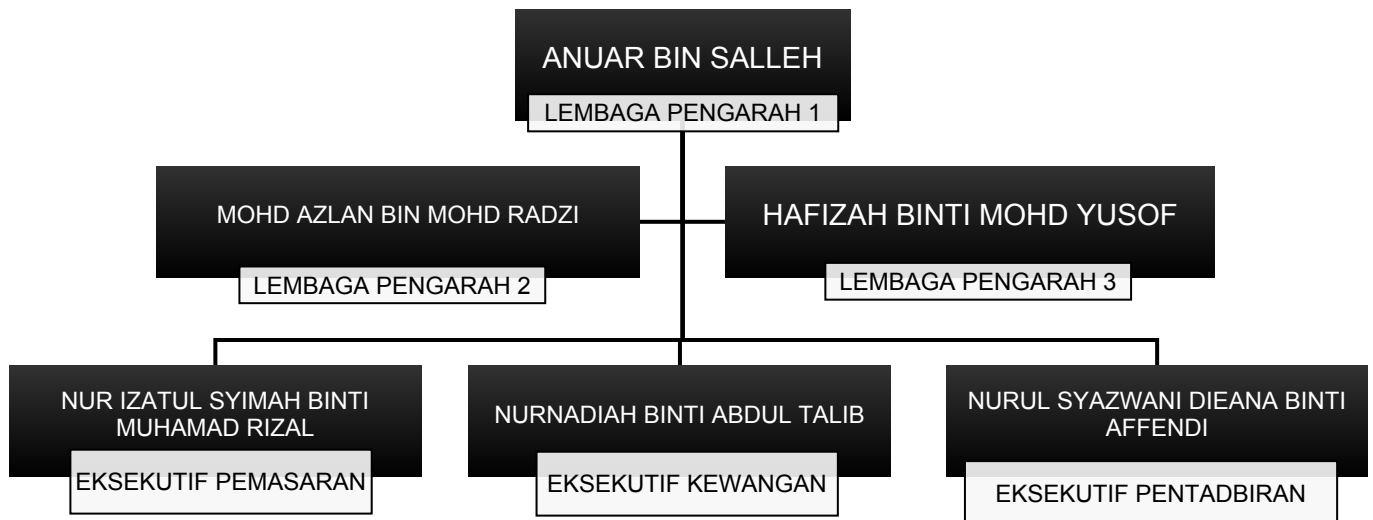 ANUAR BIN SALLEH
LEMBAGA PENGARAH 1
MOHD AZLAN BIN MOHD RADZI
LEMBAGA PENGARAH 2
HAFIZAH BINTI MOHD YUSOF
LEMBAGA PENGARAH 3
NUR IZATUL SYIMAH BINTI
MUHAMAD RIZAL
EKSEKUTIF PEMASARAN
NURNADIAH BINTI ABDUL TALIB
EKSEKUTIF KEWANGAN
NURUL SYAZWANI DIEANA BINTI
AFFENDI
EKSEKUTIF PENTADBIRAN